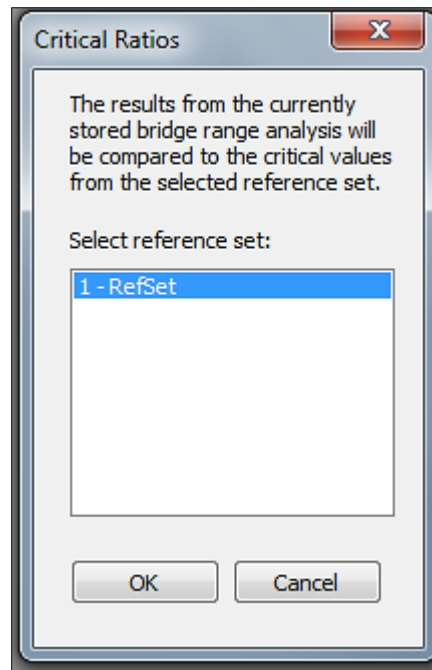 Critical Ratios
The results from the currently
stored bridge range analysis will
be compared to the critical values
from the selected reference set.
Select reference set:
1 - RefSet
OK
Cancel